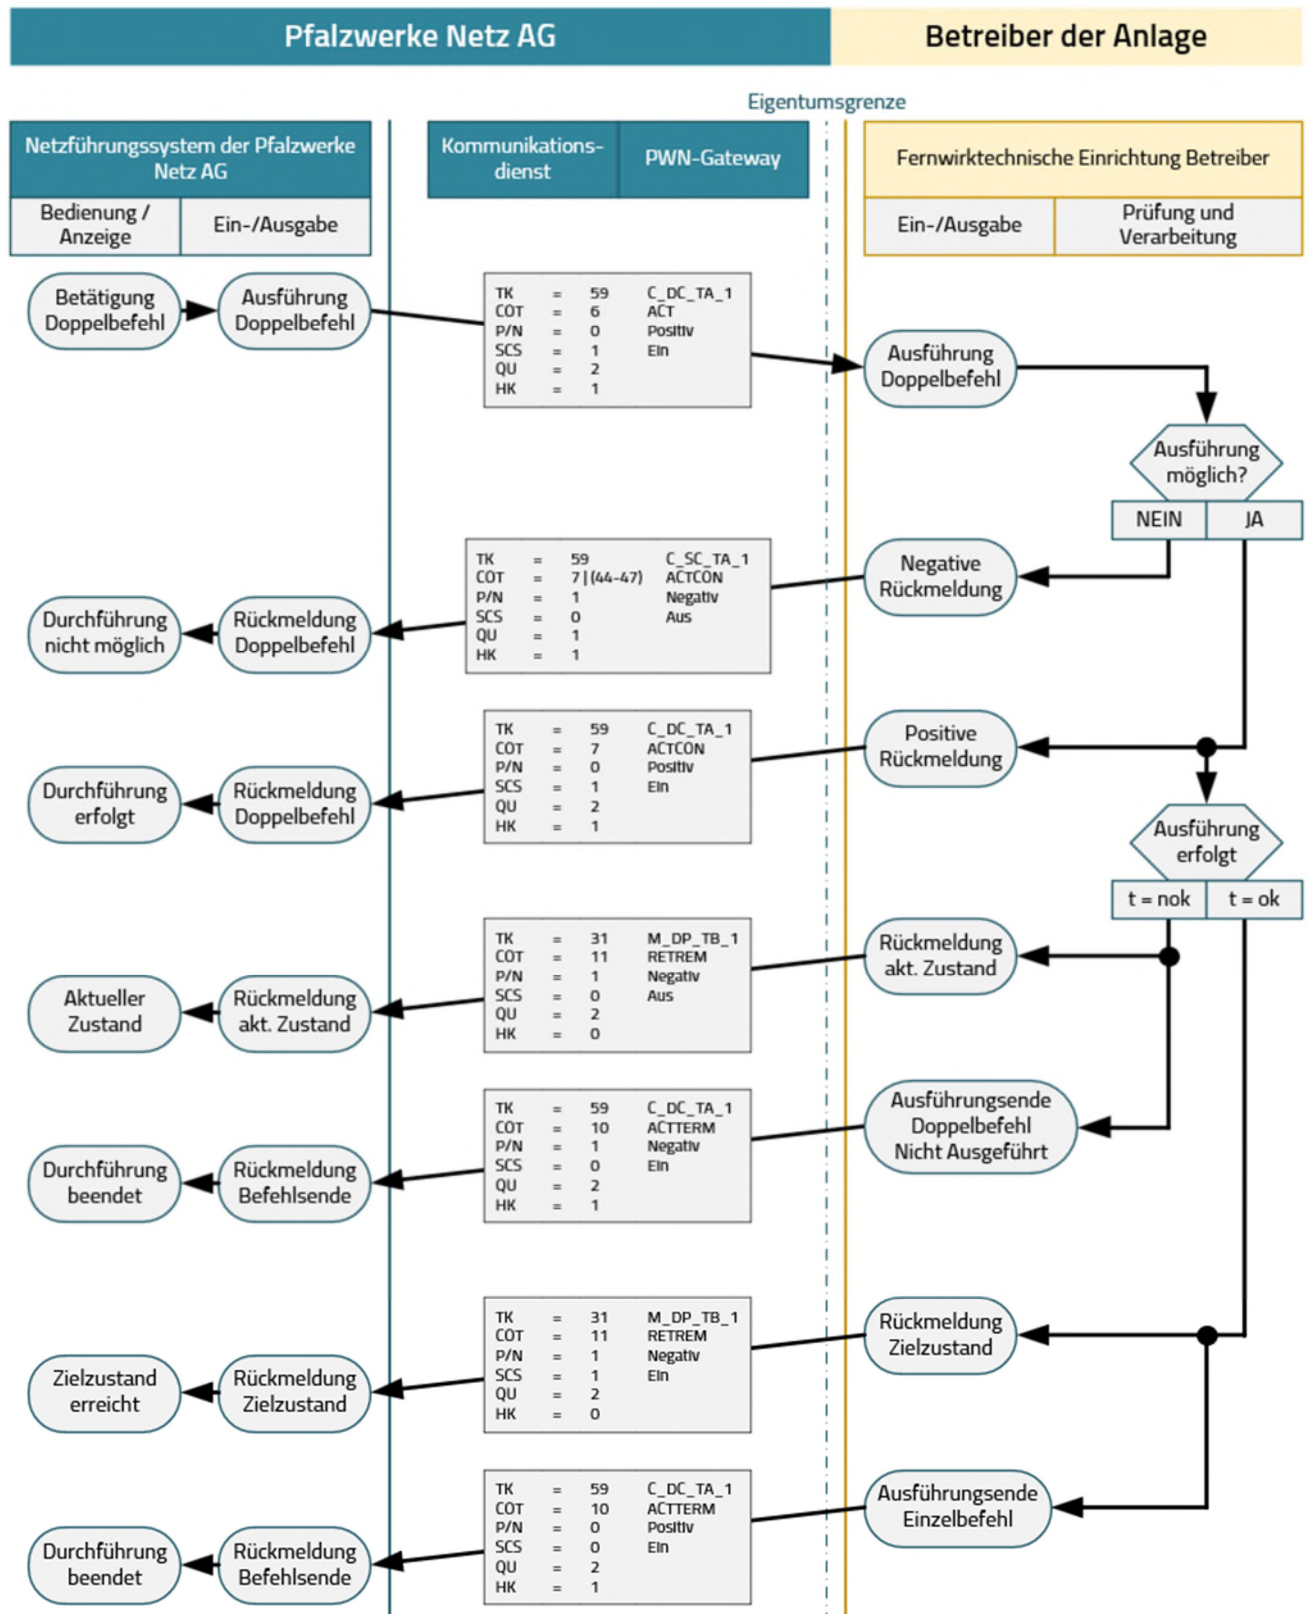 Pfalzwerke Netz AG
Betreiber der Anlage
Eigentumsgrenze
Netzführungssystem der Pfalzwerke
Netz AG
Kommunikations-
dienst
PWN-Gateway
Fernwirktechnische Einrichtung Betreiber
Bedienung /
Anzeige
Ein-/Ausgabe
Ein-/Ausgabe
Prüfung und
Verarbeitung
Betätigung
Doppelbefehl
Ausführung
Doppelbefehl
TK = 59 C_DC_TA_1
COT = 6 ACT
P/N = 0 Positiv
SCS = 1 Ein
QU = 2
HK = 1
Ausführung
Doppelbefehl
Ausführung
möglich?
NEIN
JA
Negative
Rückmeldung
TK = 59 C_SC_TA_1
COT = 7|(44-47) ACTCON
P/N = 1 Negativ
SCS = 0 Aus
QU = 1
HK = 1
Rückmeldung
Doppelbefehl
Durchführung
nicht möglich
Positive
Rückmeldung
TK = 59 C_DC_TA_1
COT = 7 ACTCON
P/N = 0 Positiv
SCS = 1 Ein
QU = 2
HK = 1
Rückmeldung
Doppelbefehl
Durchführung
erfolgt
Ausführung
erfolgt
t = nok
t = ok
Rückmeldung
akt. Zustand
TK = 31 M_DP_TB_1
COT = 11 RETREM
P/N = 1 Negativ
SCS = 0 Aus
QU = 2
HK = 0
Rückmeldung
akt. Zustand
Aktueller
Zustand
Ausführungsende
Doppelbefehl
Nicht Ausgeführt
TK = 59 C_DC_TA_1
COT = 10 ACTTERM
P/N = 1 Negativ
SCS = 0 Ein
QU = 2
HK = 1
Rückmeldung
Befehlsende
Durchführung
beendet
Rückmeldung
Zielzustand
TK = 31 M_DP_TB_1
COT = 11 RETREM
P/N = 1 Negativ
SCS = 1 Ein
QU = 2
HK = 0
Rückmeldung
Zielzustand
Zielzustand
erreicht
Ausführungsende
Einzelbefehl
TK = 59 C_DC_TA_1
COT = 10 ACTTERM
P/N = 0 Positiv
SCS = 0 Ein
QU = 2
HK = 1
Rückmeldung
Befehlsende
Durchführung
beendet